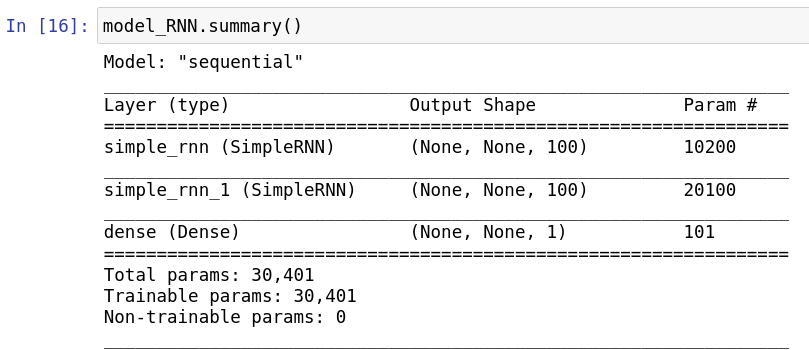 In [16]: model_RNN.summary()
Model: "sequential"
_________________________________________________________________
Layer (type)                 Output Shape              Param #
=================================================================
simple_rnn (SimpleRNN)       (None, None, 100)         10200
_________________________________________________________________
simple_rnn_1 (SimpleRNN)     (None, None, 100)         20100
_________________________________________________________________
dense (Dense)                (None, None, 1)           101
=================================================================
Total params: 30,401
Trainable params: 30,401
Non-trainable params: 0
_________________________________________________________________